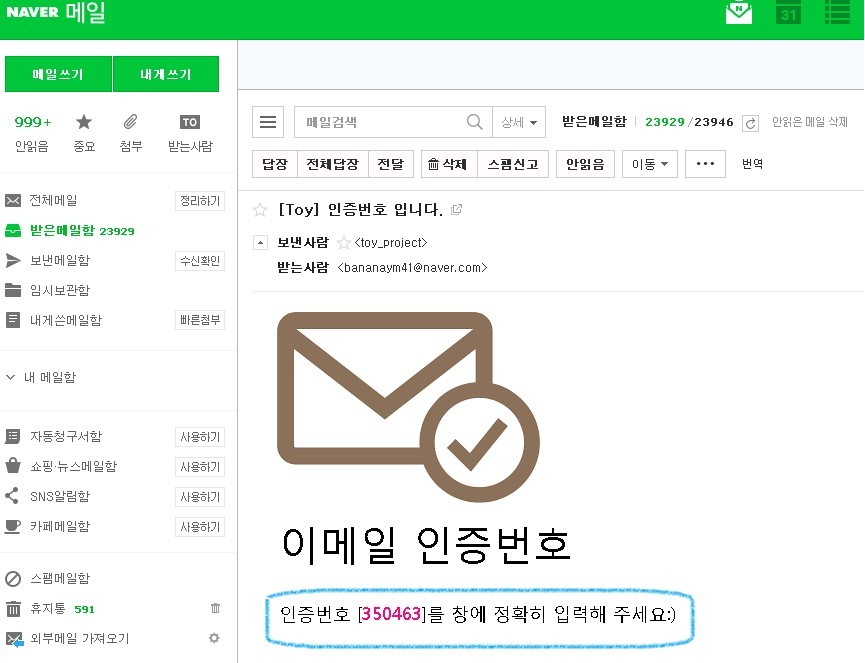 NAVER 메일
31
메일쓰기 내게쓰기
999+ TO
안읽음 중요 첨부 받는사람
전체메일 정리하기
받은메일함 23929
보낸메일함 수신확인
임시보관함
내게쓴메일함 빠른첨부
내 메일함
자동청구서함 사용하기
쇼핑·뉴스메일함 사용하기
SNS알림함 사용하기
카페메일함 사용하기
스팸메일함
휴지통 591
외부메일 가져오기
메일검색 상세 받은메일함 23929/23946 안읽은 메일 삭제
답장 전체답장 전달 삭제 스팸신고 안읽음 이동 ••• 번역
[Toy] 인증번호 입니다.
보낸사람 <toy_project>
받는사람 <bananaym41@naver.com>
이메일 인증번호
인증번호 [350463]를 창에 정확히 입력해 주세요:)